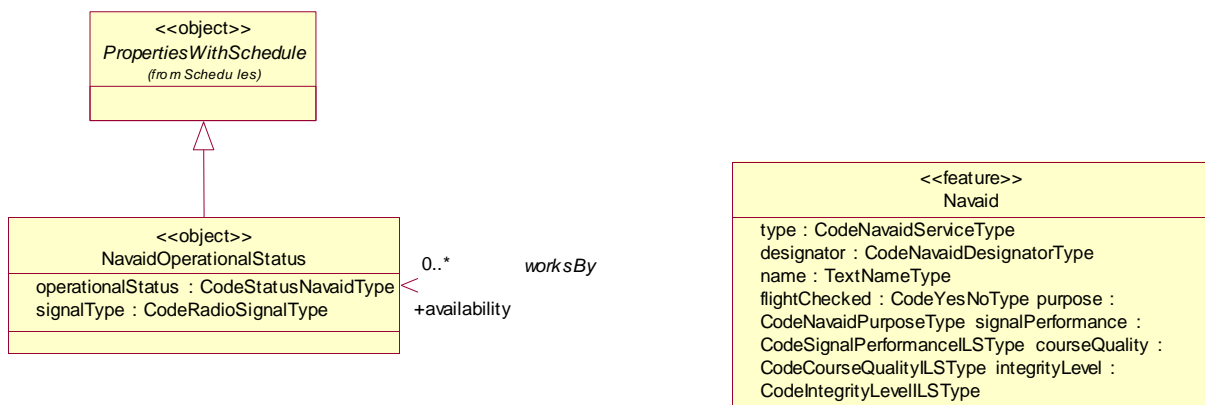 <<object>>
PropertiesWithSchedule
(from Schedules)
<<object>>
NavaidOperationalStatus
operationalStatus : CodeStatusNavaidType
signalType : CodeRadioSignalType
0..*
worksBy
+availability
<<feature>>
Navaid
type : CodeNavaidServiceType
designator : CodeNavaidDesignatorType
name : TextNameType
flightChecked : CodeYesNoType purpose :
CodeNavaidPurposeType signalPerformance :
CodeSignalPerformanceILSType courseQuality :
CodeCourseQualityILSType integrityLevel :
CodeIntegrityLevelILSType